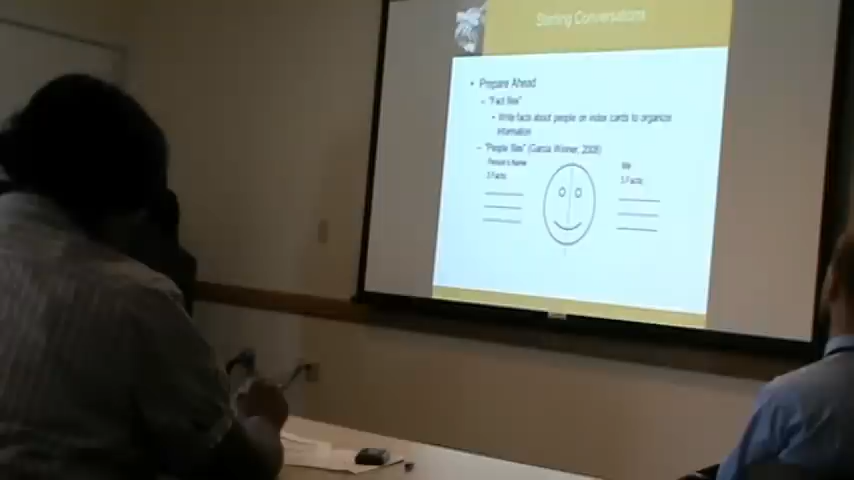 Starting Conversations
• Prepare Ahead
– "Fact files"
• Write facts about people on index cards to organize
information
– "People files" (Garcia Winner, 2008)
Person's Name
Me
3 Facts:
3 Facts: